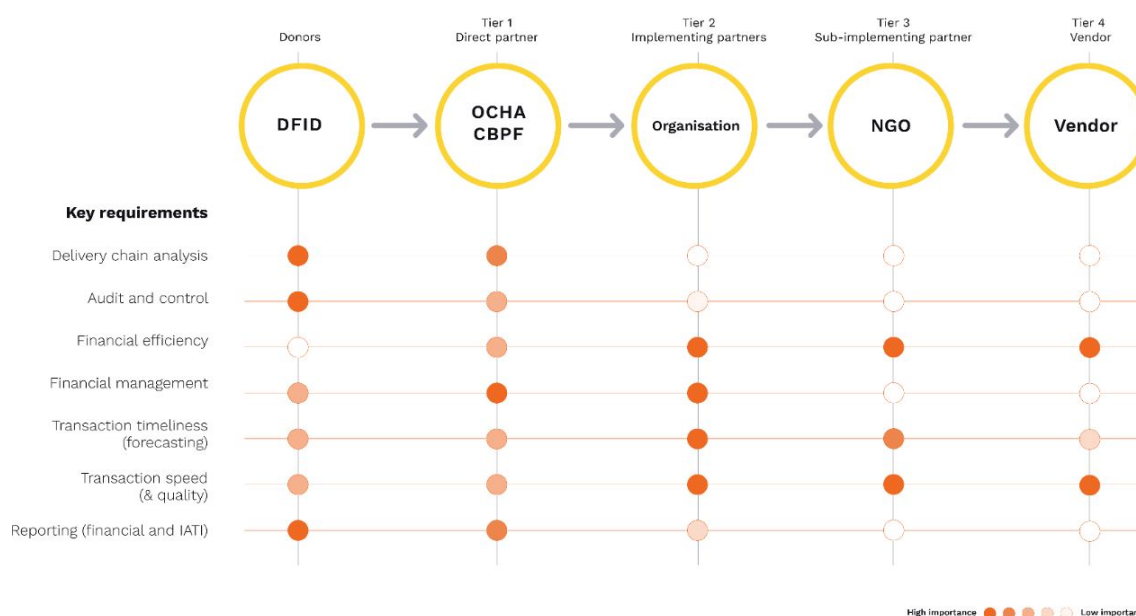 Donors
Tier 1
Direct partner
Tier 2
Implementing partners
Tier 3
Sub-implementing partner
Tier 4
Vendor
DFID
OCHA
CBPF
Organisation
NGO
Vendor
Key requirements
Delivery chain analysis
Audit and control
Financial efficiency
Financial management
Transaction timeliness
(forecasting)
Transaction speed
(& quality)
Reporting (financial and IATI)
High importance
Low importan